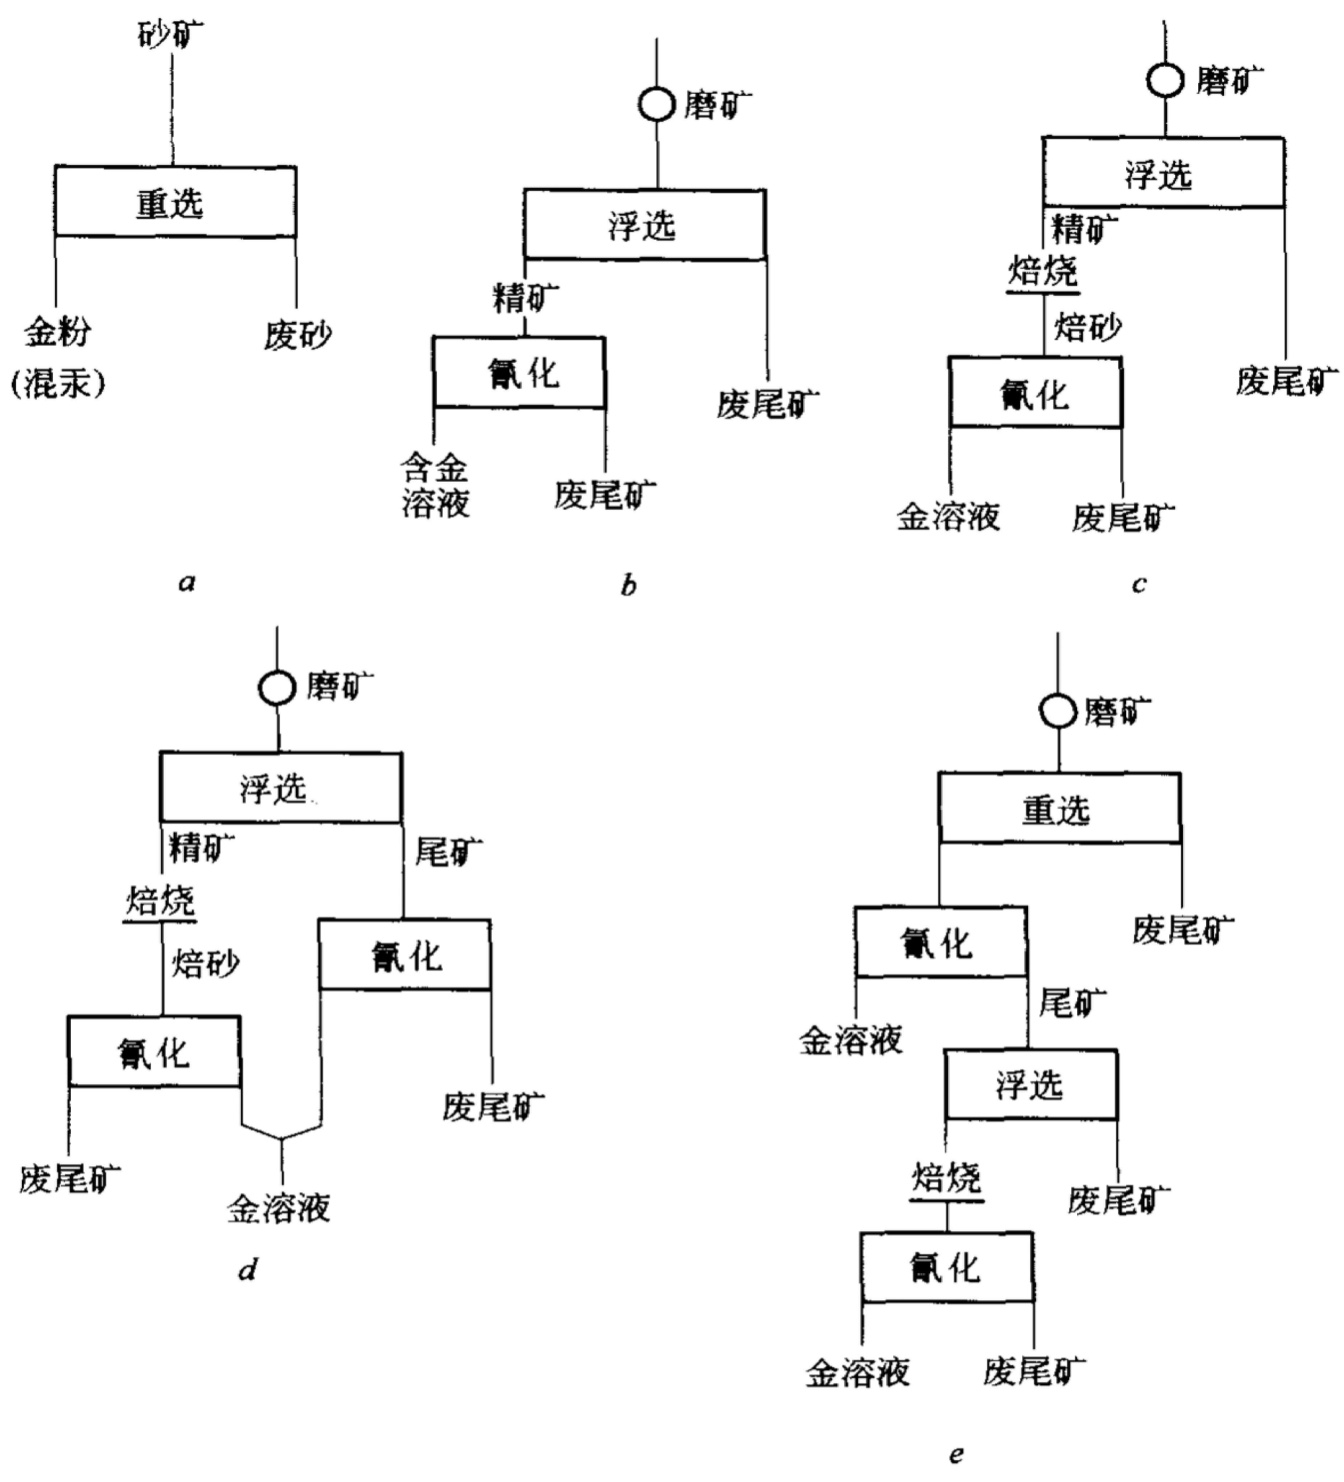 砂矿
重选
金粉
(混汞)
废砂
a
磨矿
浮选
精矿
氰化
废尾矿
含金
溶液
废尾矿
b
磨矿
浮选
精矿
焙烧
焙砂
氰化
废尾矿
金溶液
废尾矿
c
磨矿
浮选
精矿
尾矿
焙烧
焙砂
氰化
氰化
废尾矿
废尾矿
金溶液
d
磨矿
重选
废尾矿
氰化
尾矿
金溶液
浮选
焙烧
废尾矿
氰化
金溶液
废尾矿
e